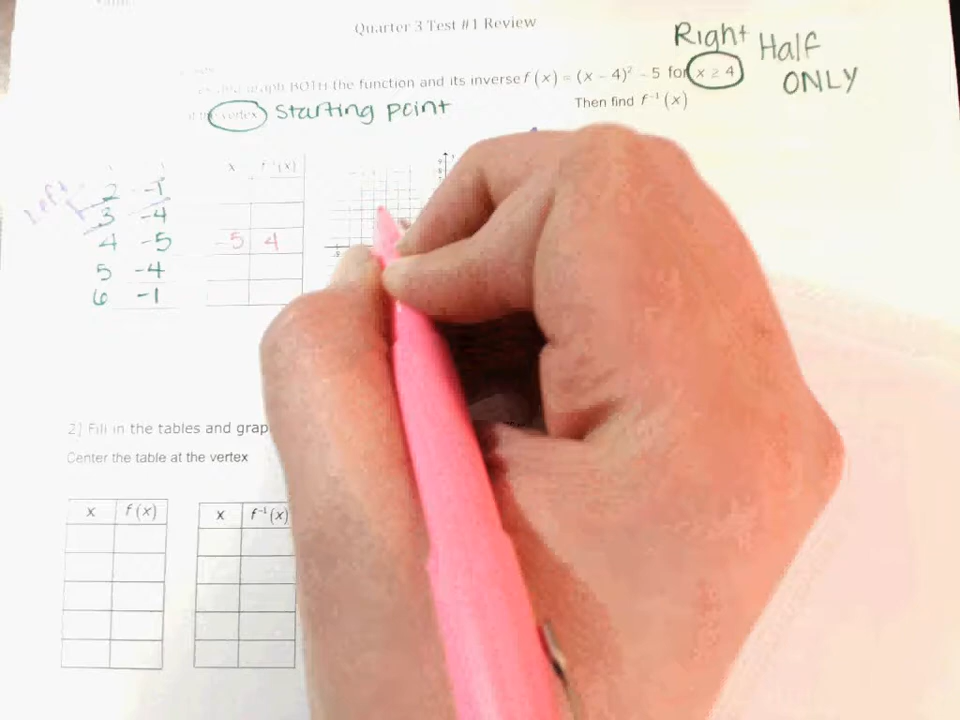 Quarter 3 Test #1 Review
Right Half
ONLY
BOTH the function and its inverse f(x) = (x − 4)² − 5 for x ≥ 4
vertex starting point Then find f⁻¹(x)
x f⁻¹(x)
Left 2 -1
3 -4
4 -5 -5 4
5 -4
6 -1
2] Fill in the tables and
Center the table at the vertex
x f(x) x f⁻¹(x)